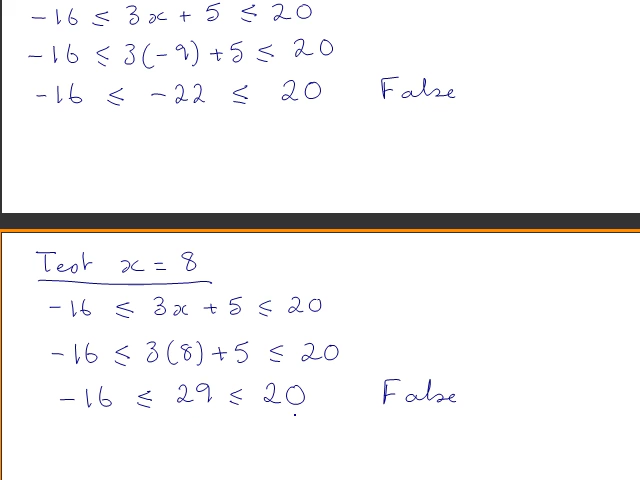 -16 ≤ 3x + 5 ≤ 20
-16 ≤ 3(-9) + 5 ≤ 20
-16 ≤ -22 ≤ 20 False
Test x = 8
-16 ≤ 3x + 5 ≤ 20
-16 ≤ 3(8) + 5 ≤ 20
-16 ≤ 29 ≤ 20 False